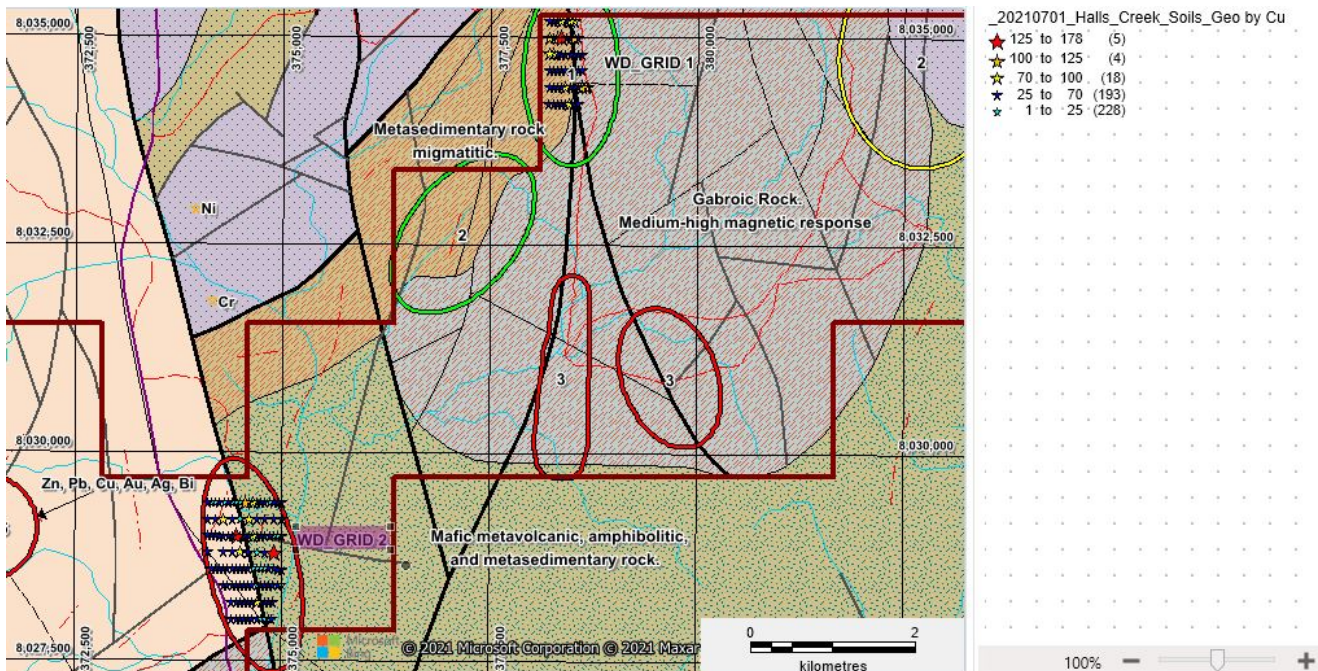 _20210701_Halls_Creek_Soils_Geo by Cu
125 to 178 (5)
100 to 125 (4)
70 to 100 (18)
25 to 70 (193)
1 to 25 (228)
8,035,000
372,500
375,000
377,500
380,000
8,035,000
1
WD_GRID 1
2
Metasedimentary rock
migmatitic.
Ni
2
Gabroic Rock.
Medium-high magnetic response
8,032,500
8,032,500
Cr
3
3
8,030,000
8,030,000
Zn, Pb, Cu, Au, Ag, Bi
WD_GRID 2
Mafic metavolcanic, amphibolitic,
and metasedimentary rock.
8,027,500
372,500
375,000
377,500
Microsoft
Bing
© 2021 Microsoft Corporation © 2021 Maxar
0 2
kilometres
100%